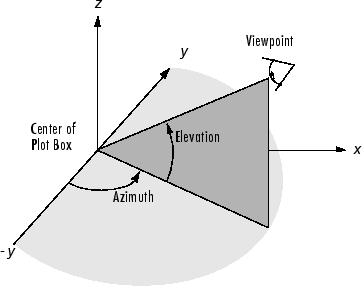 z
y
Viewpoint
Center of
Plot Box
Elevation
x
Azimuth
-y